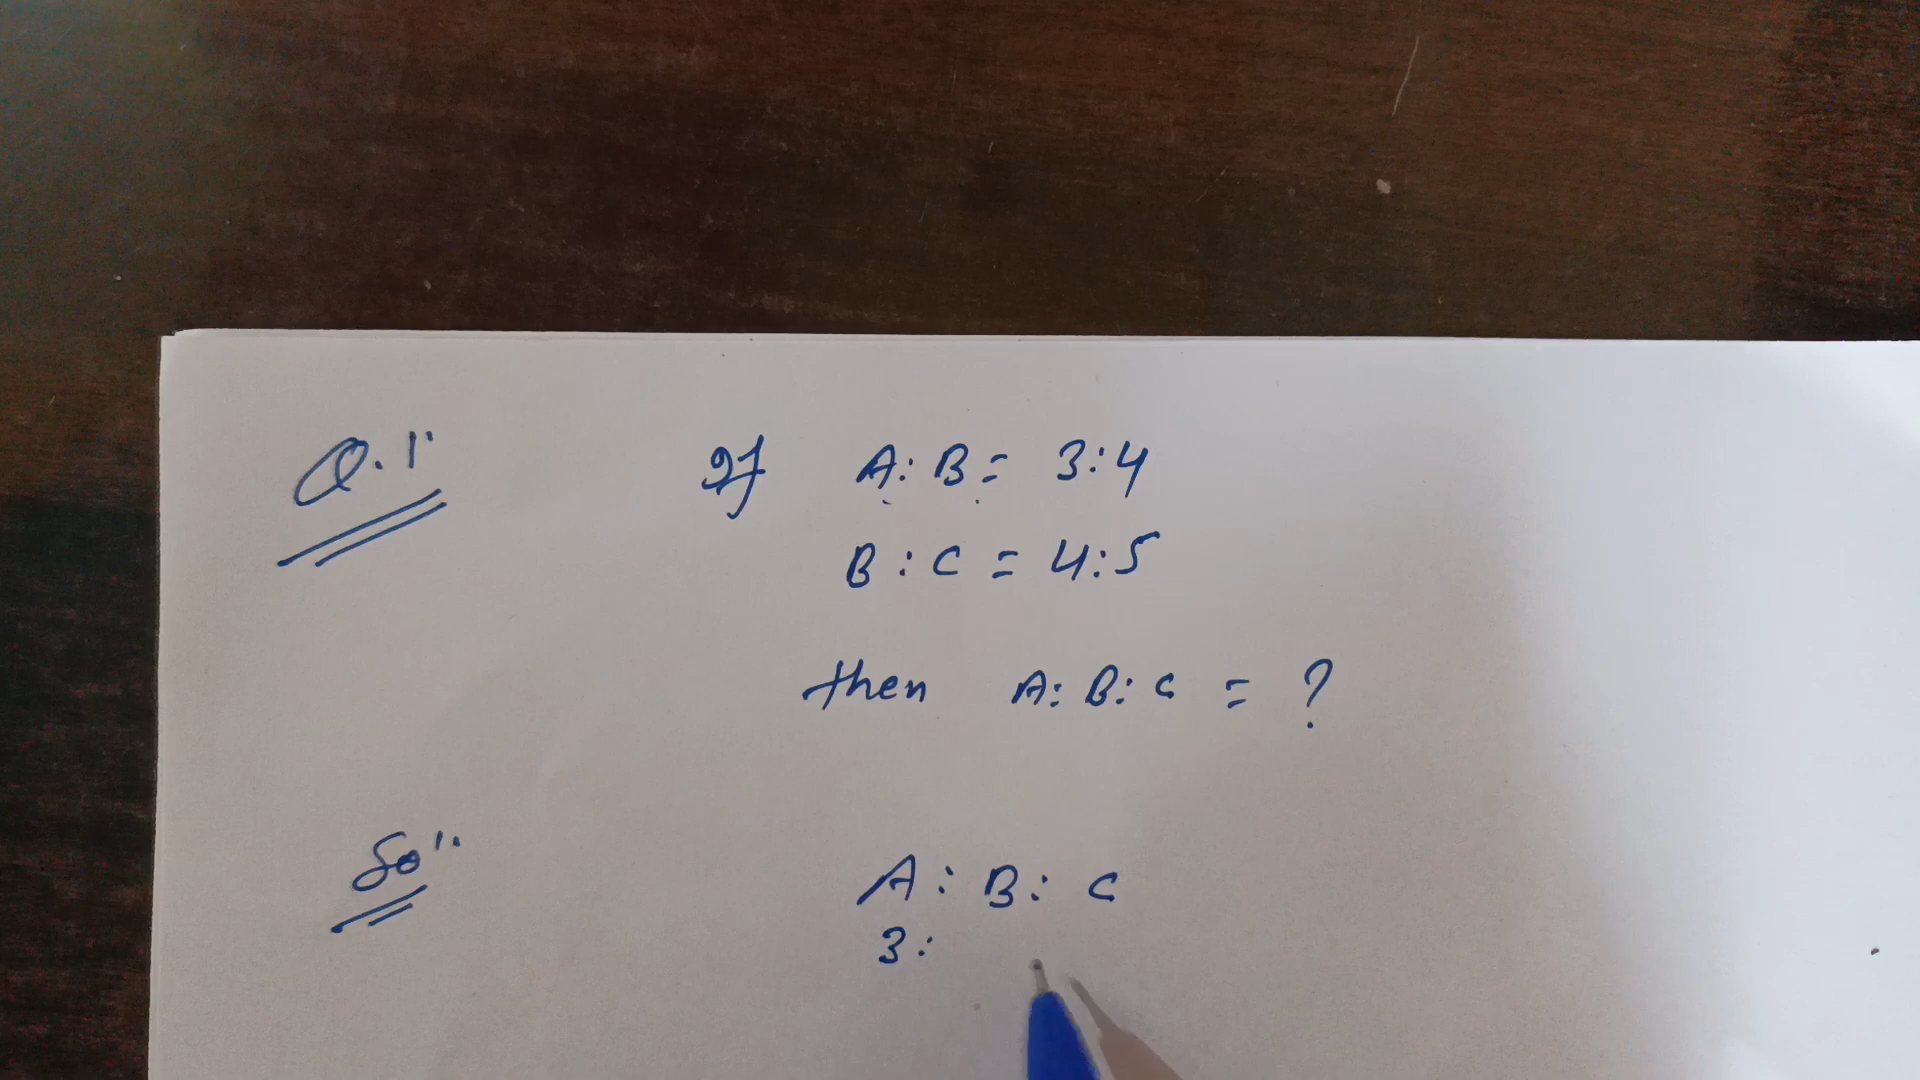 Q.1
If A:B = 3:4
B:C = 4:5
then A:B:C = ?
Sol
A:B:C
3: